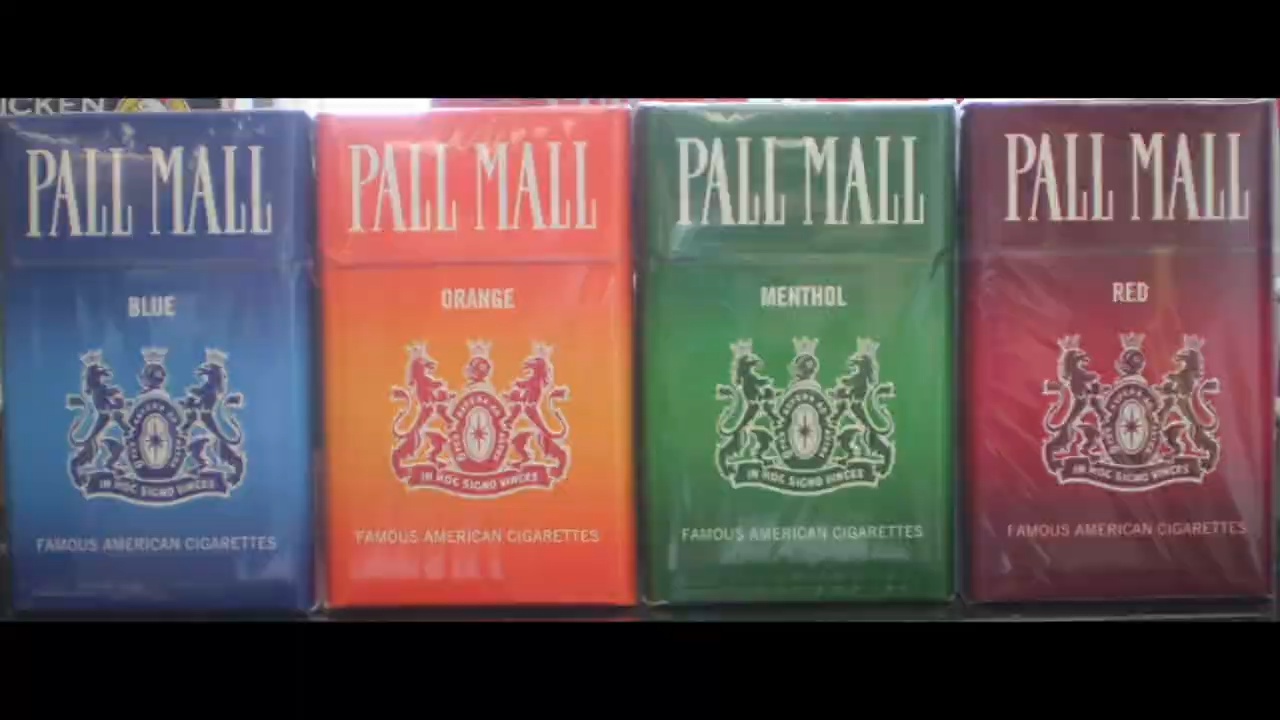 ICKEN
PALL MALL
BLUE
IN HOC SIGNO VINCES
FAMOUS AMERICAN CIGARETTES
PALL MALL
ORANGE
IN HOC SIGNO VINCES
FAMOUS AMERICAN CIGARETTES
PALL MALL
MENTHOL
IN HOC SIGNO VINCES
FAMOUS AMERICAN CIGARETTES
PALL MALL
RED
IN HOC SIGNO VINCES
FAMOUS AMERICAN CIGARETTES